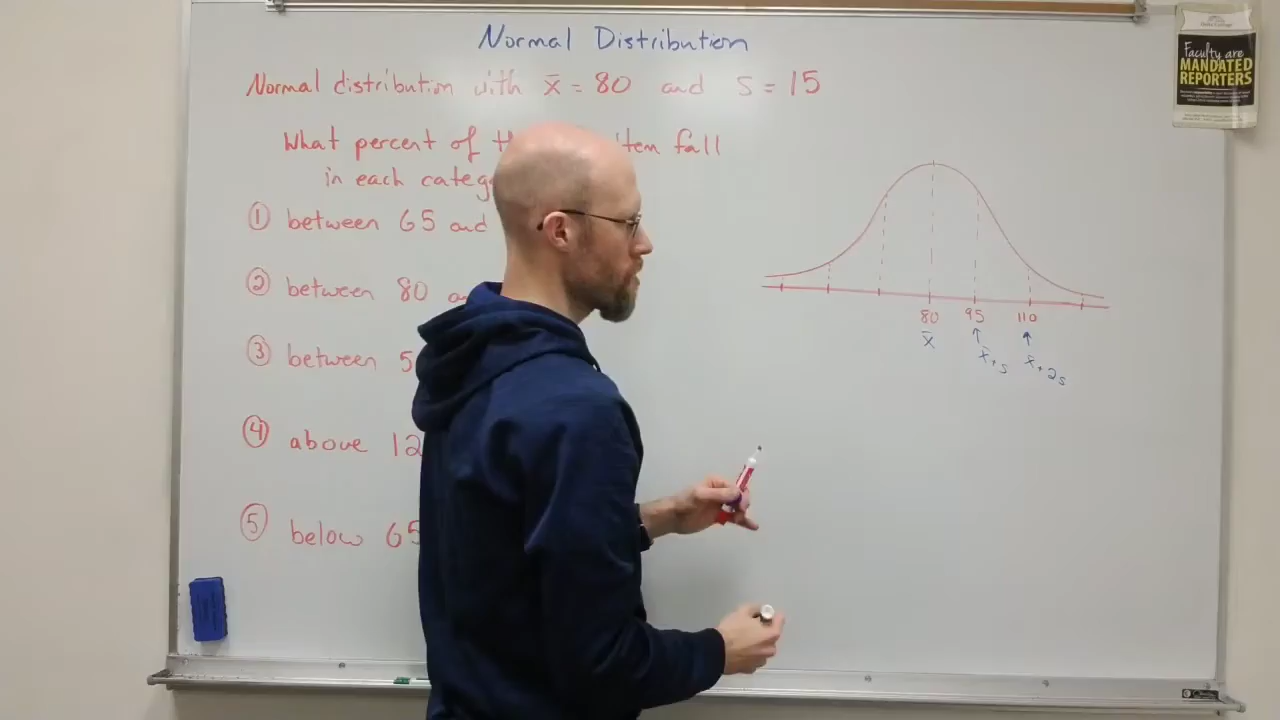 Normal Distribution
Normal distribution with x̄ = 80 and s = 15
What percent of th item fall
in each categ
① between 65 and
② between 80
③ between 5
④ above 12
⑤ below 65
80 95 110
x̄ x̄+s x̄+2s
Faculty are
MANDATED
REPORTERS